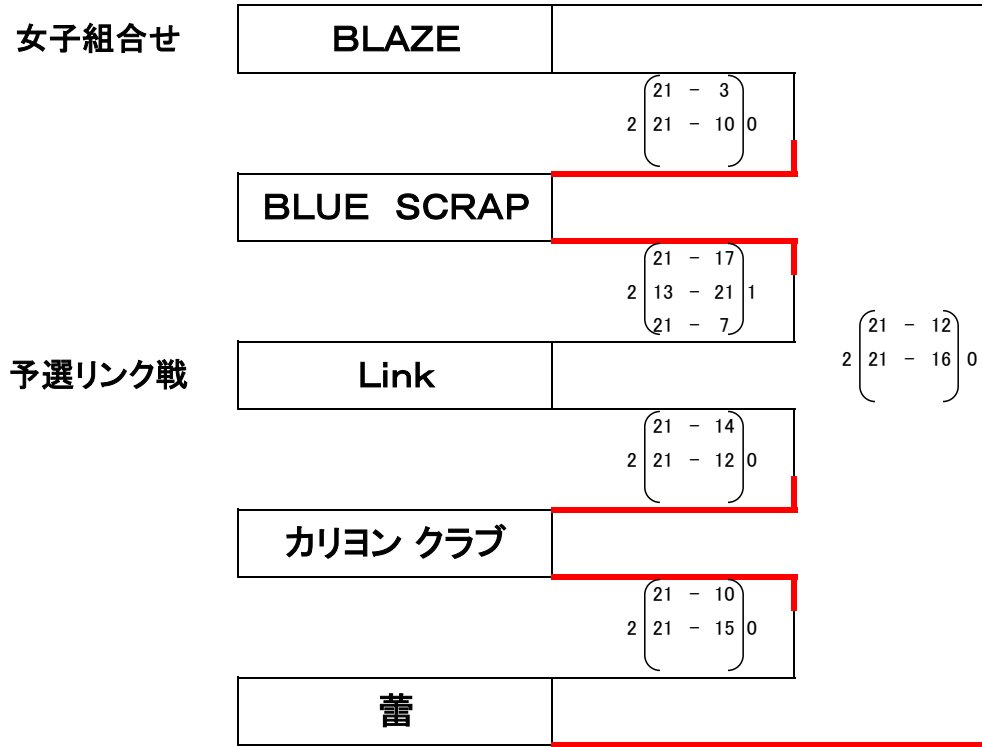 女子組合せ
BLAZE
21 - 3
2 21 - 10 0
BLUE SCRAP
21 - 17
2 13 - 21 1
21 - 7
21 - 12
2 21 - 16 0
予選リンク戦
Link
21 - 14
2 21 - 12 0
カリヨン クラブ
21 - 10
2 21 - 15 0
蕾